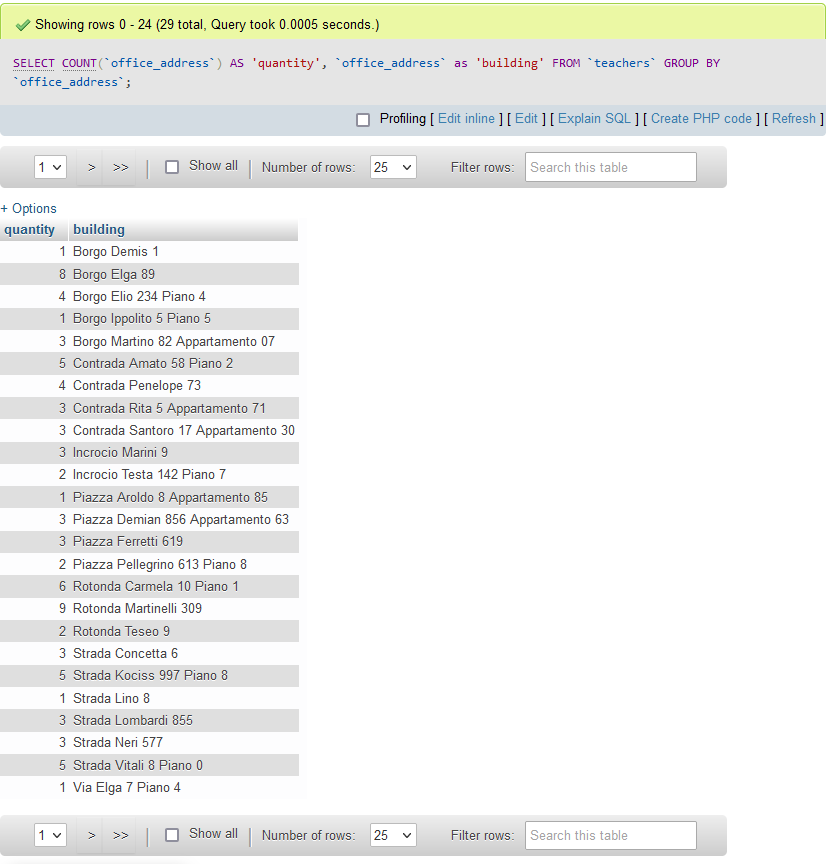 Showing rows 0 - 24 (29 total, Query took 0.0005 seconds.)
SELECT COUNT(`office_address`) AS 'quantity', `office_address` as 'building' FROM `teachers` GROUP BY
`office_address`;
Profiling [ Edit inline ] [ Edit ] [ Explain SQL ] [ Create PHP code ] [ Refresh ]
1 > >> | Show all | Number of rows: 25 Filter rows: Search this table
+ Options
quantity building
1 Borgo Demis 1
8 Borgo Elga 89
4 Borgo Elio 234 Piano 4
1 Borgo Ippolito 5 Piano 5
3 Borgo Martino 82 Appartamento 07
5 Contrada Amato 58 Piano 2
4 Contrada Penelope 73
3 Contrada Rita 5 Appartamento 71
3 Contrada Santoro 17 Appartamento 30
3 Incrocio Marini 9
2 Incrocio Testa 142 Piano 7
1 Piazza Aroldo 8 Appartamento 85
3 Piazza Demian 856 Appartamento 63
3 Piazza Ferretti 619
2 Piazza Pellegrino 613 Piano 8
6 Rotonda Carmela 10 Piano 1
9 Rotonda Martinelli 309
2 Rotonda Teseo 9
3 Strada Concetta 6
5 Strada Kociss 997 Piano 8
1 Strada Lino 8
3 Strada Lombardi 855
3 Strada Neri 577
5 Strada Vitali 8 Piano 0
1 Via Elga 7 Piano 4
1 > >> | Show all | Number of rows: 25 Filter rows: Search this table